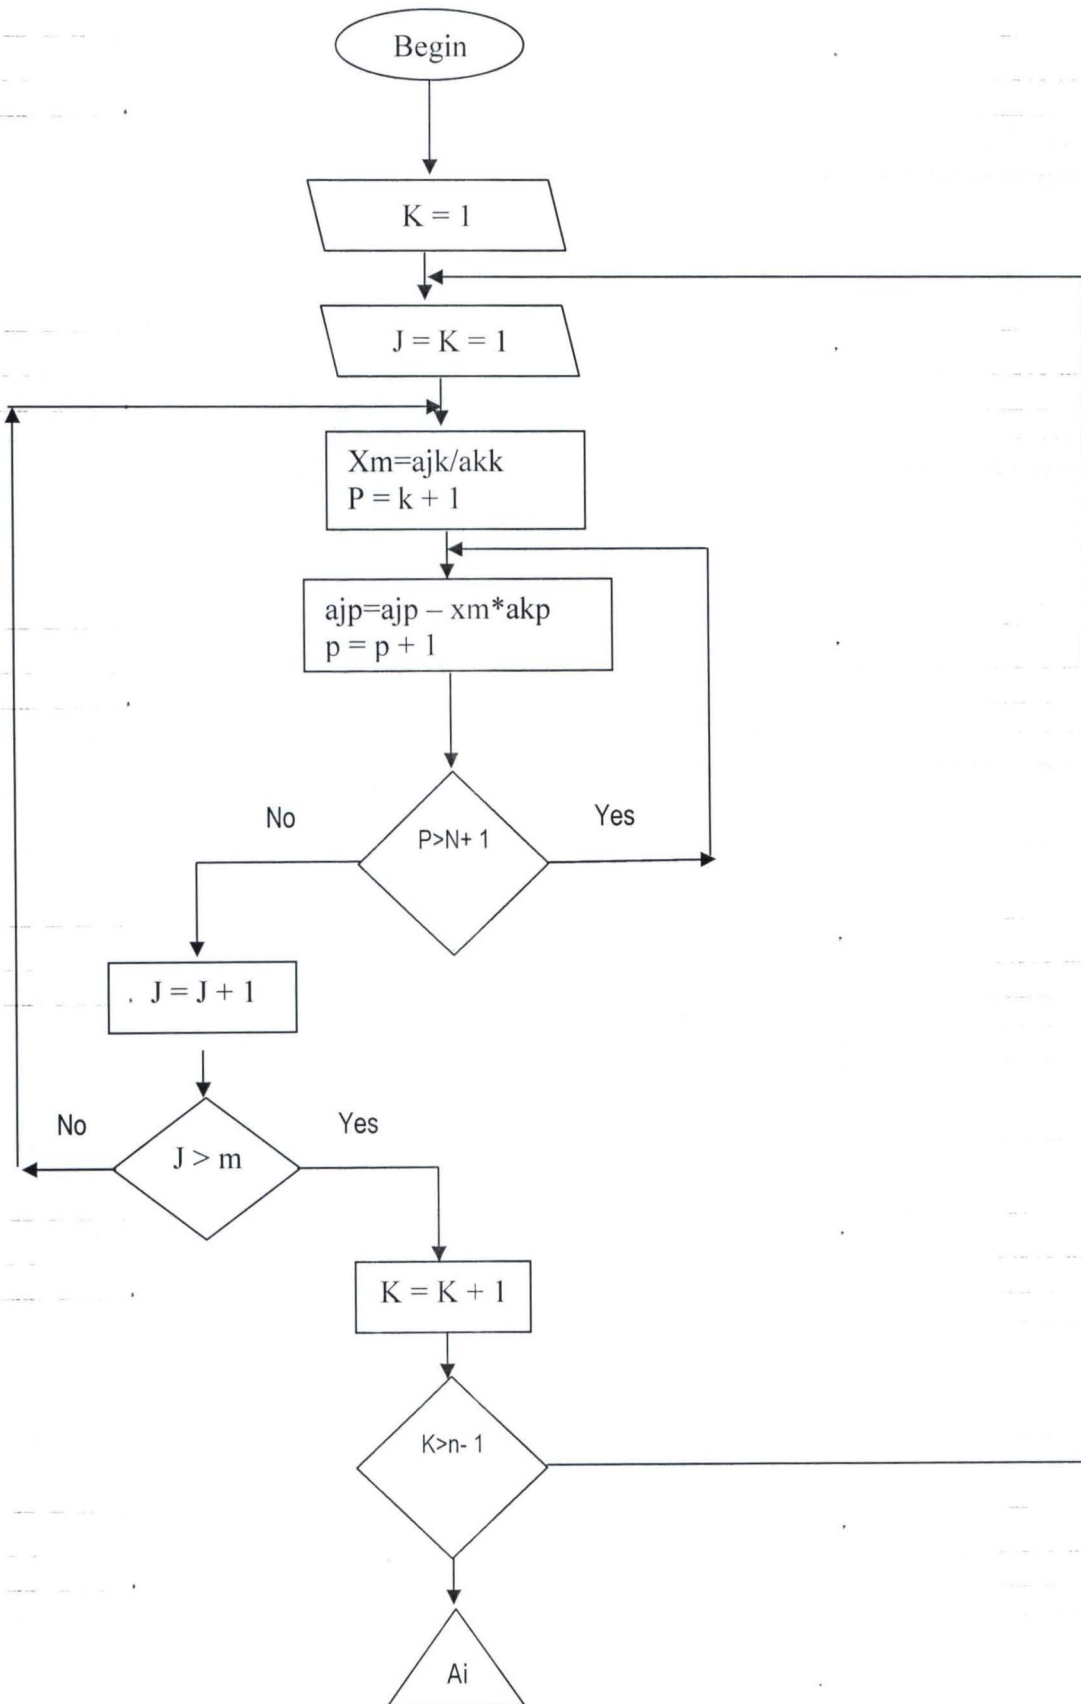 Begin
K = 1
J = K = 1
Xm=ajk/akk
P = k + 1
ajp=ajp – xm*akp
p = p + 1
No
P>N+ 1
Yes
. J = J + 1
No
J > m
Yes
K = K + 1
K>n- 1
Ai